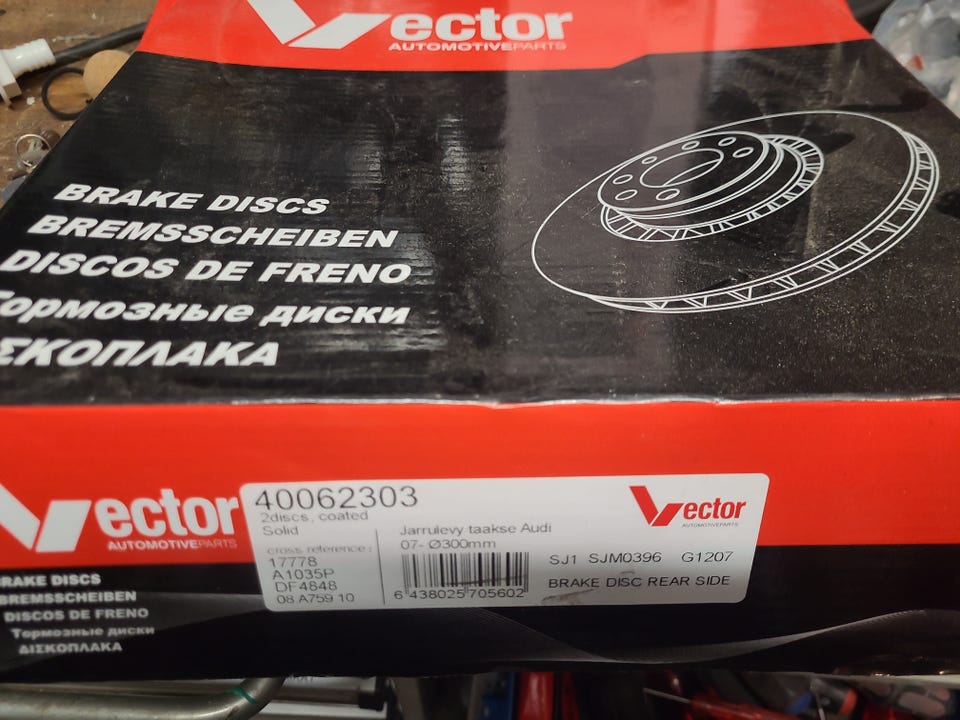 Vector
AUTOMOTIVEPARTS
BRAKE DISCS
BREMSSCHEIBEN
DISCOS DE FRENO
Тормозные диски
ΔΙΣΚΟΠΛΑΚΑ
Vector
AUTOMOTIVEPARTS
BRAKE DISCS
BREMSSCHEIBEN
DISCOS DE FRENO
Тормозные диски
ΔΙΣΚΟΠΛΑΚΑ
40062303
2discs, coated
Solid
cross reference:
17778
A1035P
DF4848
08 A759 10
Jarrulevy taakse Audi
07- Ø300mm
6 438025 705602
Vector
AUTOMOTIVEPARTS
SJ1 SJM0396 G1207
BRAKE DISC REAR SIDE